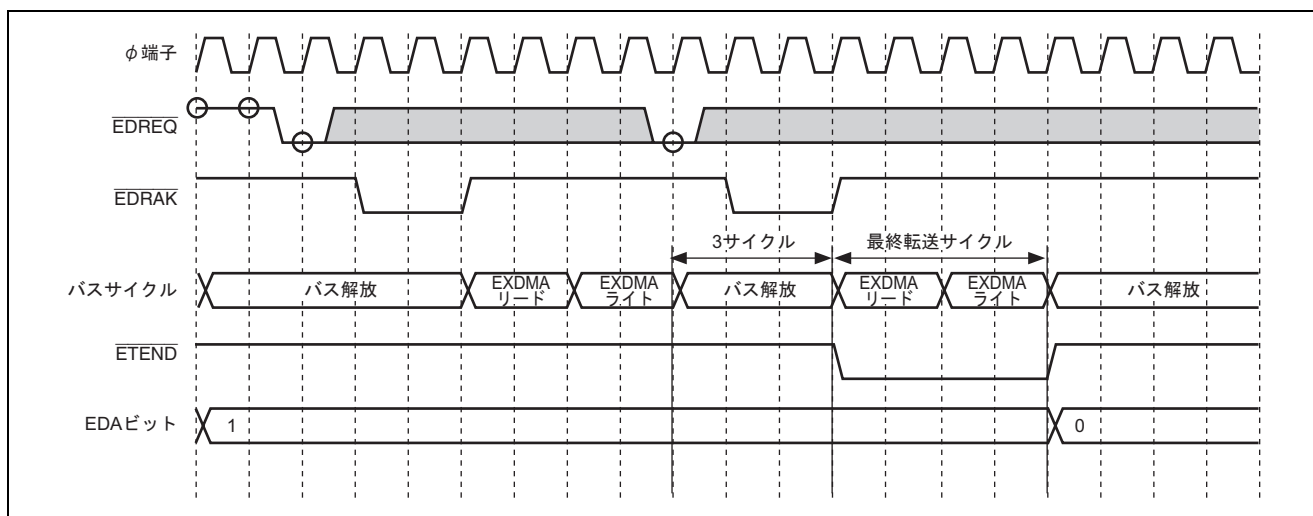 φ端子
EDREQ
EDRAK
3サイクル
最終転送サイクル
バスサイクル
バス解放
EXDMA
リード
EXDMA
ライト
バス解放
EXDMA
リード
EXDMA
ライト
バス解放
ETEND
EDAビット
1
0